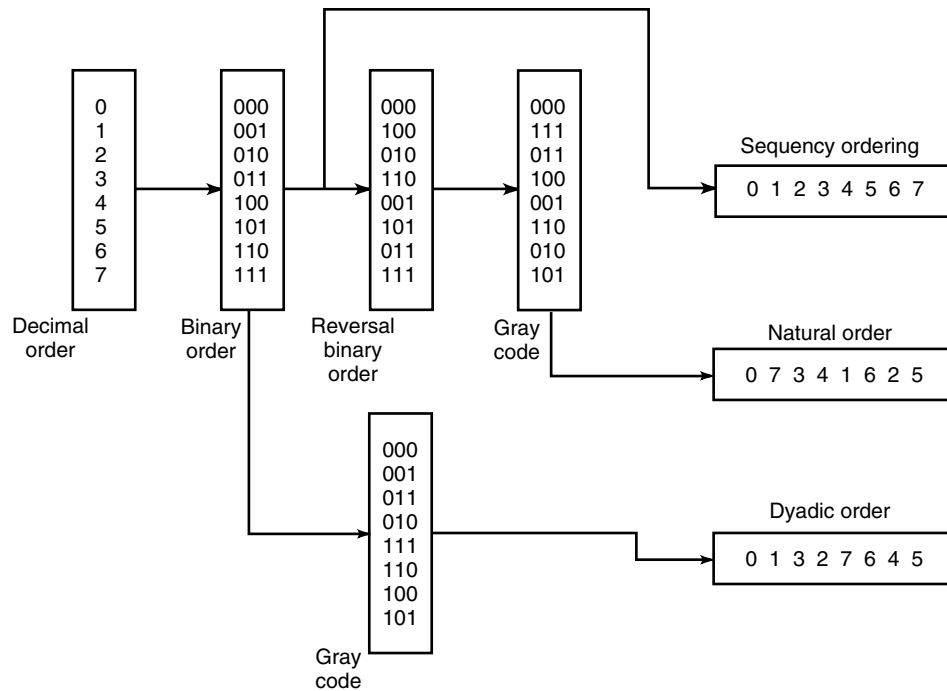 0
1
2
3
4
5
6
7
Decimal
order
000
001
010
011
100
101
110
111
Binary
order
000
100
010
110
001
101
011
111
Reversal
binary
order
000
111
011
100
001
110
010
101
Gray
code
Sequency ordering
0 1 2 3 4 5 6 7
Natural order
0 7 3 4 1 6 2 5
000
001
011
010
111
110
100
101
Gray
code
Dyadic order
0 1 3 2 7 6 4 5